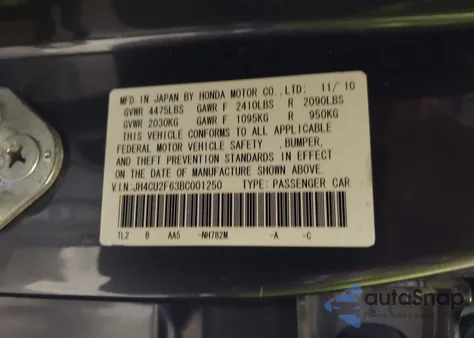 MFD. IN JAPAN BY HONDA MOTOR CO.,LTD. 11/'10
GVWR 4475LBS GAWR F 2410LBS R 2090LBS
GVWR 2030KG GAWR F 1095KG R 950KG
THIS VEHICLE CONFORMS TO ALL APPLICABLE
FEDERAL MOTOR VEHICLE SAFETY ,BUMPER,
AND THEFT PREVENTION STANDARDS IN EFFECT
ON THE DATE OF MANUFACTURE SHOWN ABOVE.
VIN:JH4CU2F63BC001250 TYPE:PASSENGER CAR
TL2 B AA5 -NH782M -A -C
autoSnap